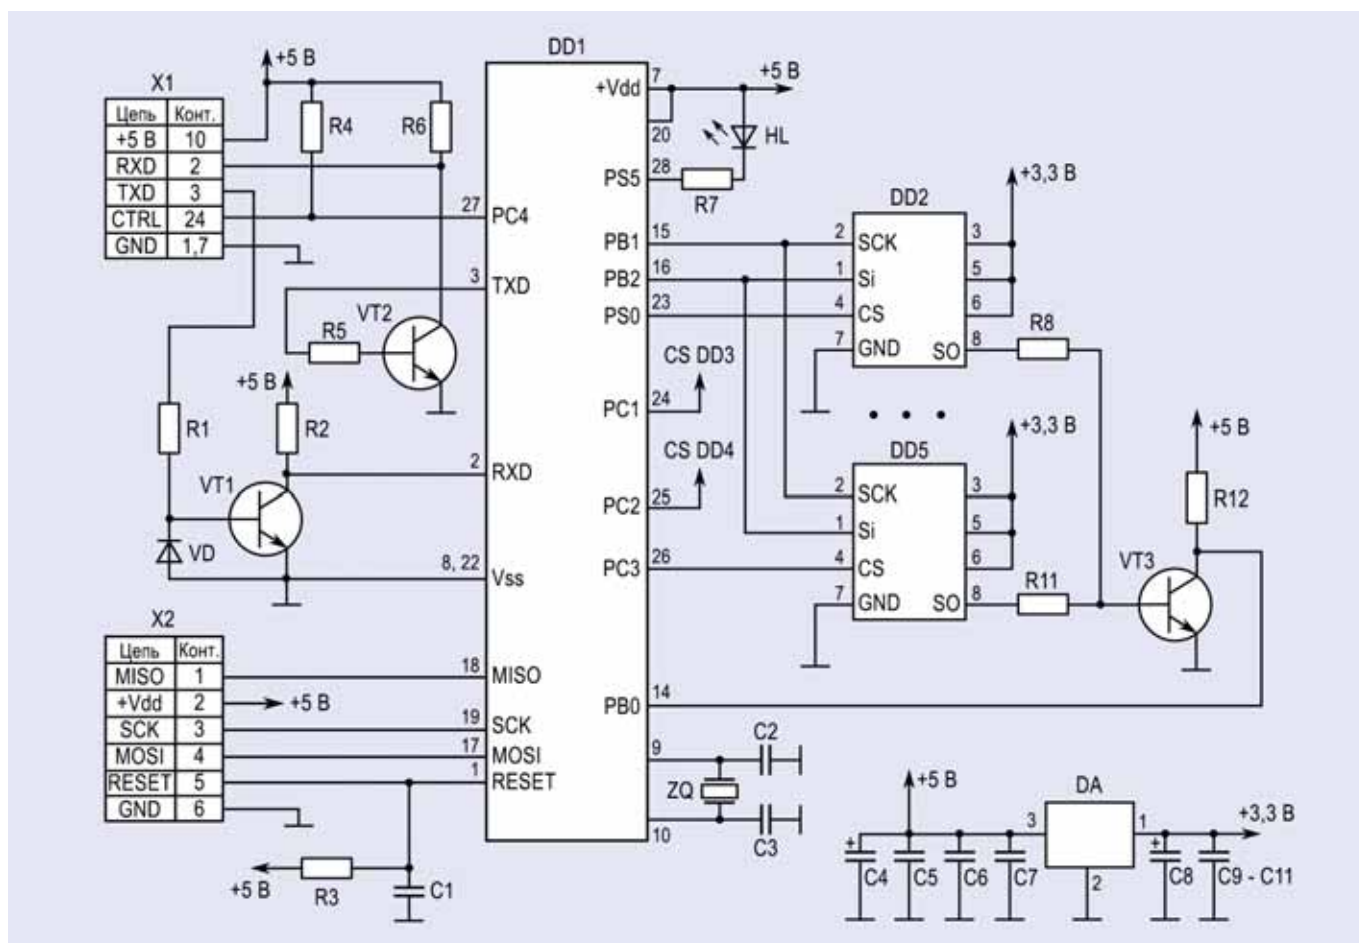 X1
Цепь Конт.
+5 В 10
RXD 2
TXD 3
CTRL 24
GND 1,7
+5 В
R4
R6
27
3
VT2
R5
+5 В
R1
R2
VT1
VD
2
8, 22
X2
Цепь Конт.
MISO 1
+Vdd 2
SCK 3
MOSI 4
RESET 5
GND 6
+5 В
18
19
17
1
+5 В
R3
C1
DD1
PC4
TXD
RXD
Vss
MISO
SCK
MOSI
RESET
+Vdd
PS5
PB1
PB2
PS0
PC1
PC2
PC3
PB0
7
20
28
15
16
23
24
25
26
14
9
10
+5 В
HL
R7
CS DD3
CS DD4
DD2
2 SCK 3
1 Si 5
4 CS 6
7 GND SO 8
+3,3 В
R8
DD5
2 SCK 3
1 Si 5
4 CS 6
7 GND SO 8
+3,3 В
R11
+5 В
R12
VT3
C2
ZQ
C3
+5 В
DA
3
1
2
+3,3 В
+ C4
C5
C6
C7
+ C8
C9 - C11